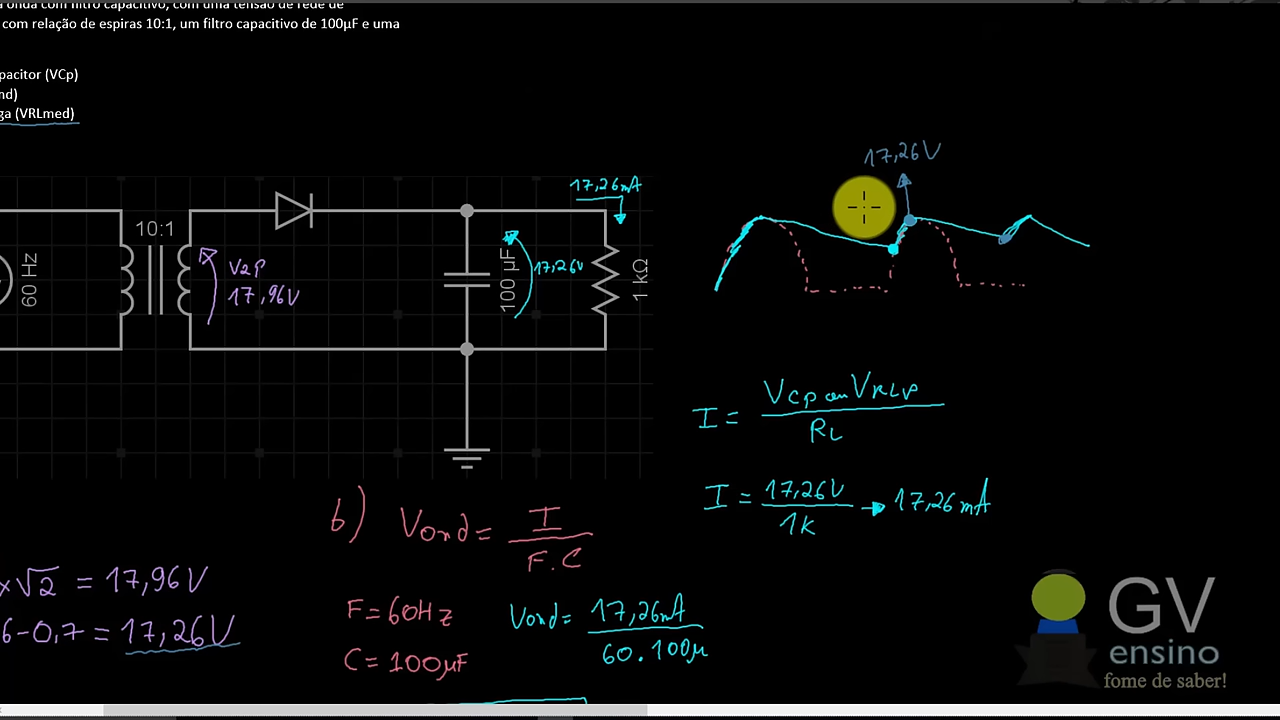 a onda com filtro capacitivo, com uma tensão de rede de
com relação de espiras 10:1, um filtro capacitivo de 100µF e uma
pacitor (VCp)
nd)
ga (VRLmed)
17,26V
17,26mA
10:1
60 Hz
V2P
17,96V
100 µF
17,26V
1 kΩ
I = VCP ou VRLP / RL
I = 17,26V / 1K → 17,26mA
b) Vond = I / F.C
x√2 = 17,96V
6-0,7 = 17,26V
F = 60Hz
Vond = 17,26mA / 60.100µ
C = 100µF
GV
ensino
fome de saber!